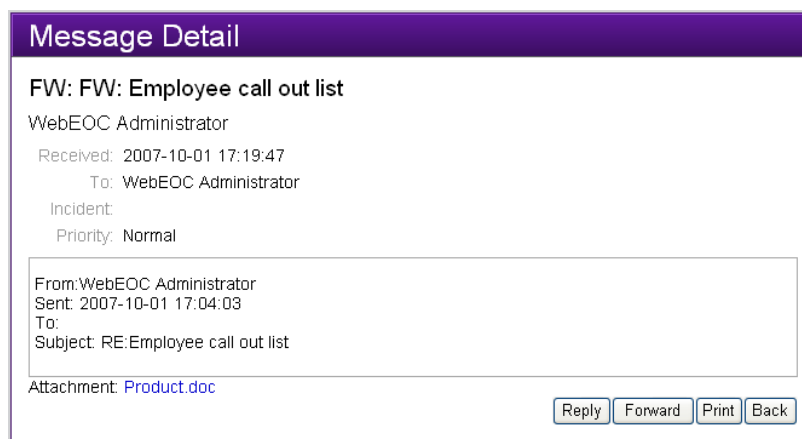 Message Detail
FW: FW: Employee call out list
WebEOC Administrator
Received: 2007-10-01 17:19:47
To: WebEOC Administrator
Incident:
Priority: Normal
From:WebEOC Administrator
Sent: 2007-10-01 17:04:03
To:
Subject: RE:Employee call out list
Attachment: Product.doc
Reply Forward Print Back